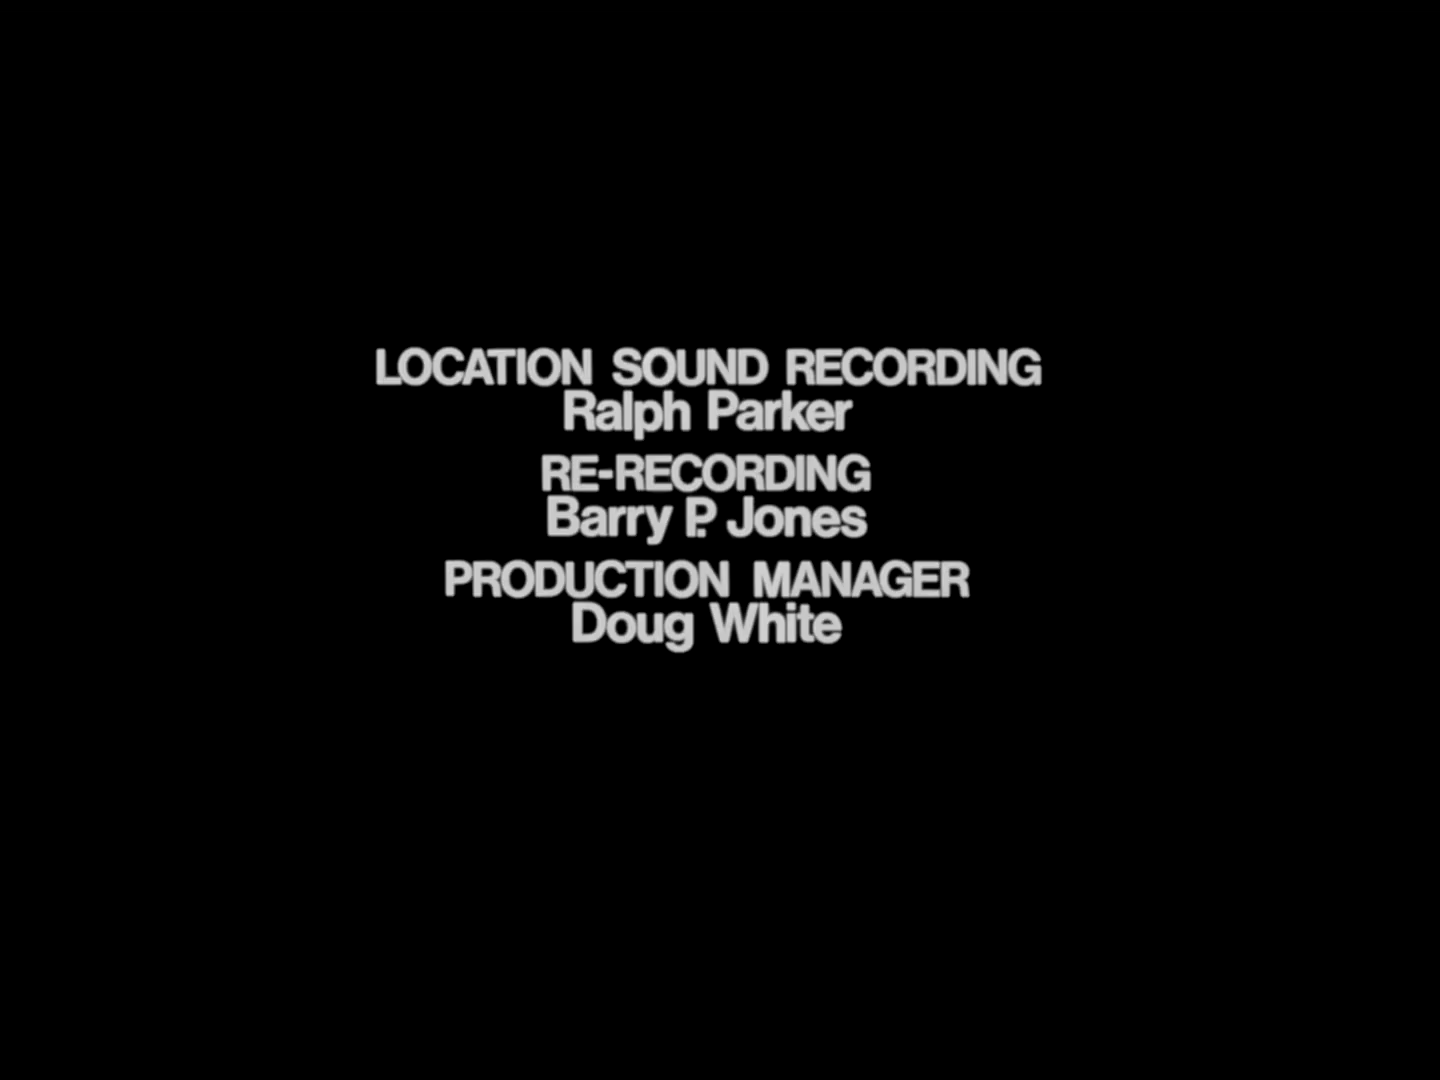 LOCATION SOUND RECORDING
Ralph Parker
RE-RECORDING
Barry P. Jones
PRODUCTION MANAGER
Doug White